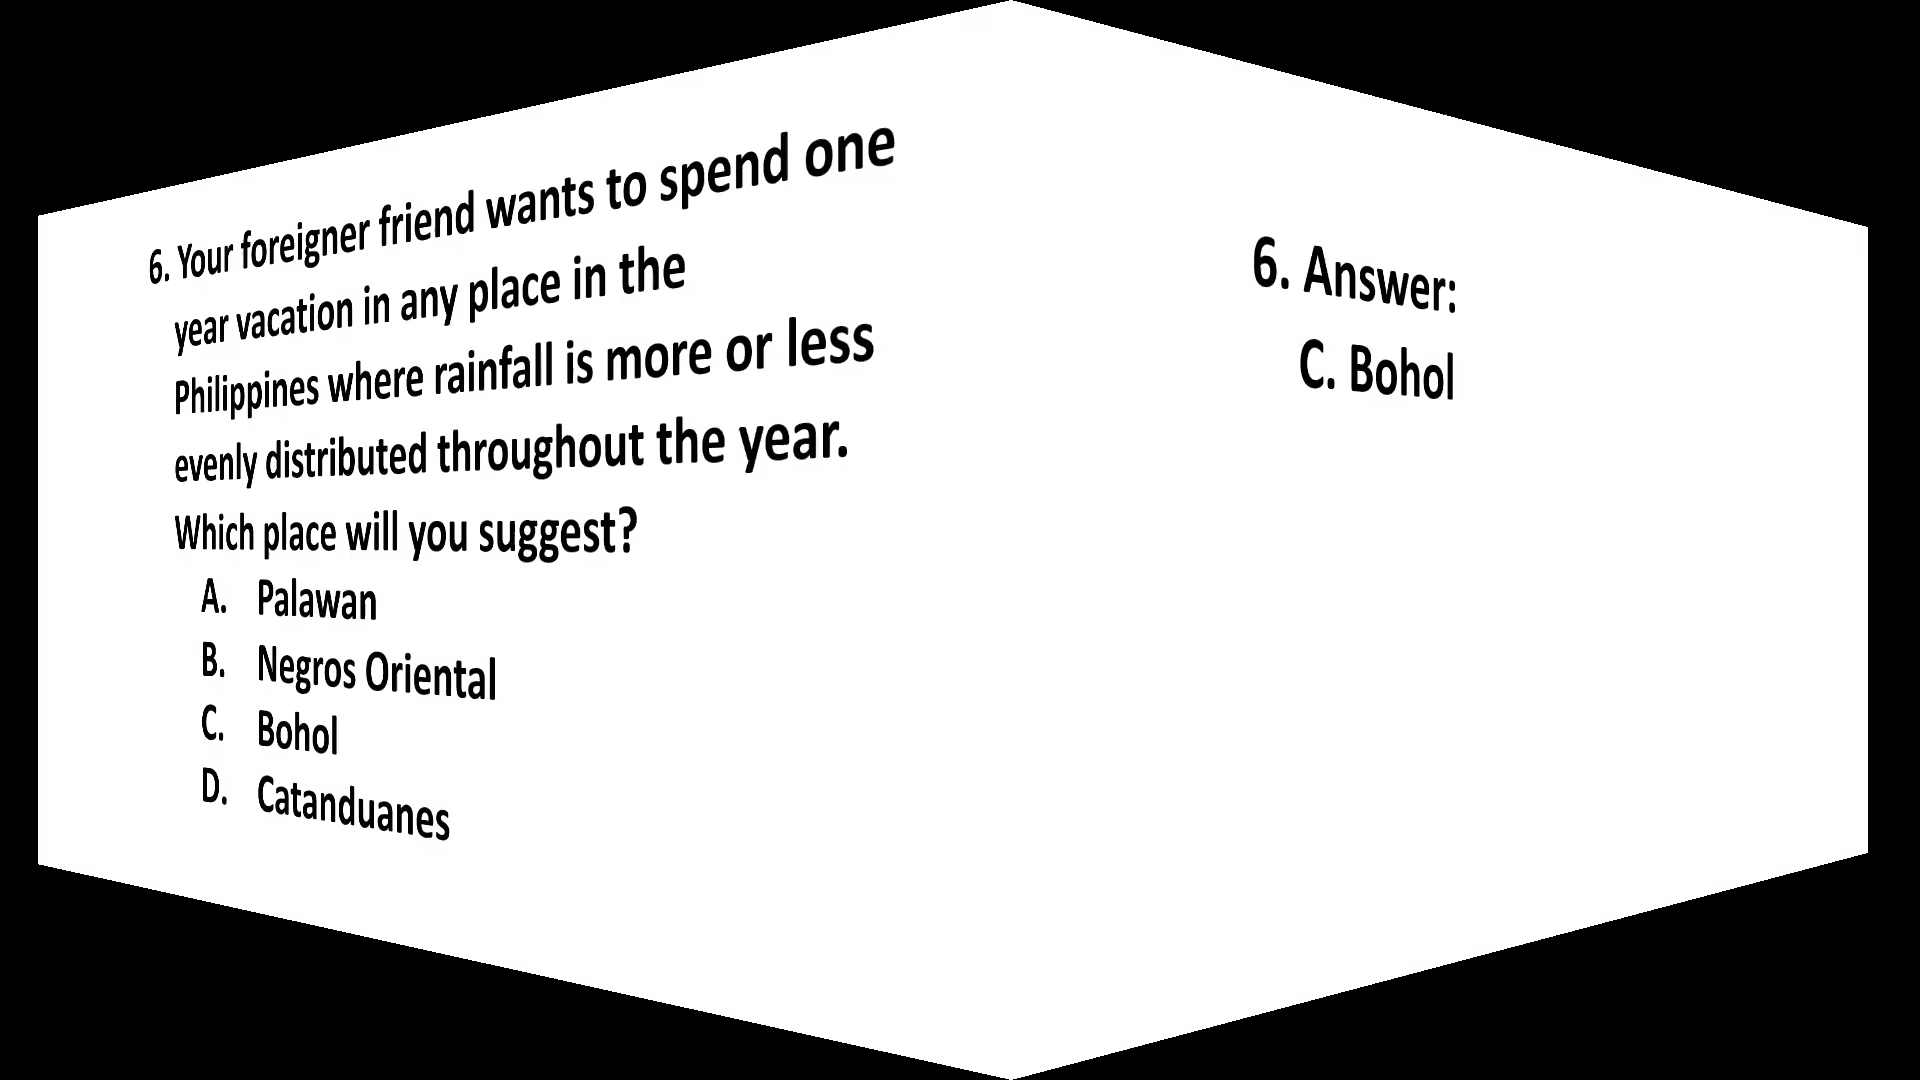 6. Your foreigner friend wants to spend one
year vacation in any place in the
Philippines where rainfall is more or less
evenly distributed throughout the year.
Which place will you suggest?
A. Palawan
B. Negros Oriental
C. Bohol
D. Catanduanes
6. Answer:
C. Bohol